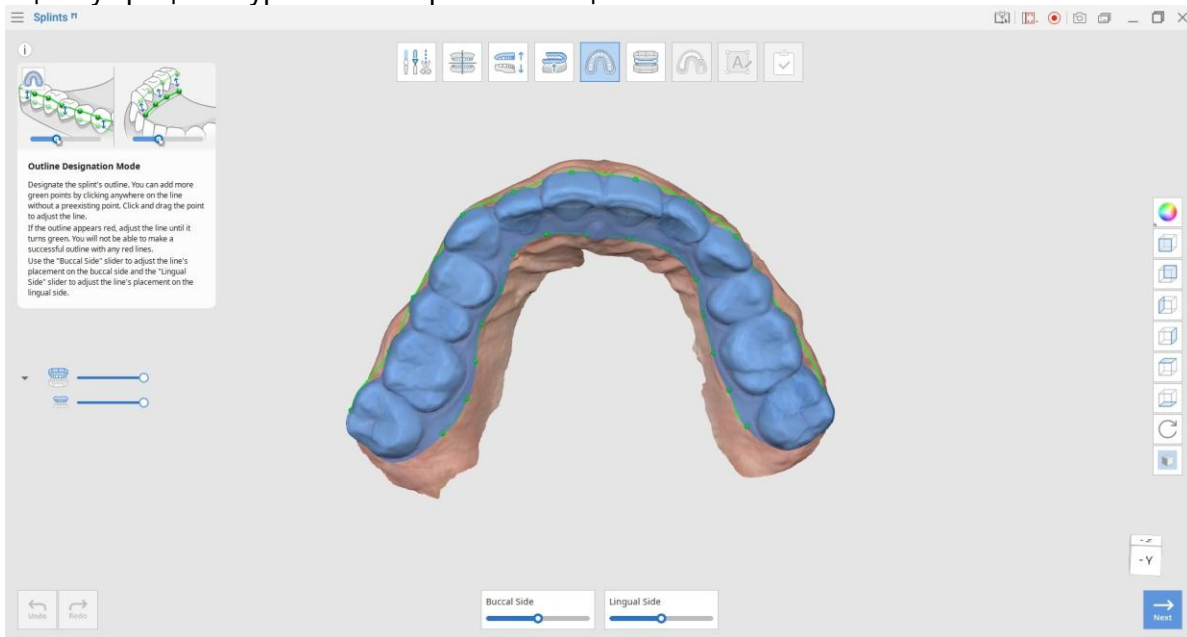 Splints
Outline Designation Mode
Designate the splint's outline. You can add more
green points by clicking anywhere on the line
without a preexisting point. Click and drag the point
to adjust the line.
If the outline appears red, adjust the line until it
turns green. You will not be able to make a
successful outline with any red lines.
Use the "Buccal Side" slider to adjust the line's
placement on the buccal side and the "Lingual
Side" slider to adjust the line's placement on the
lingual side.
- Y
Buccal Side
Lingual Side
Undo
Redo
Next